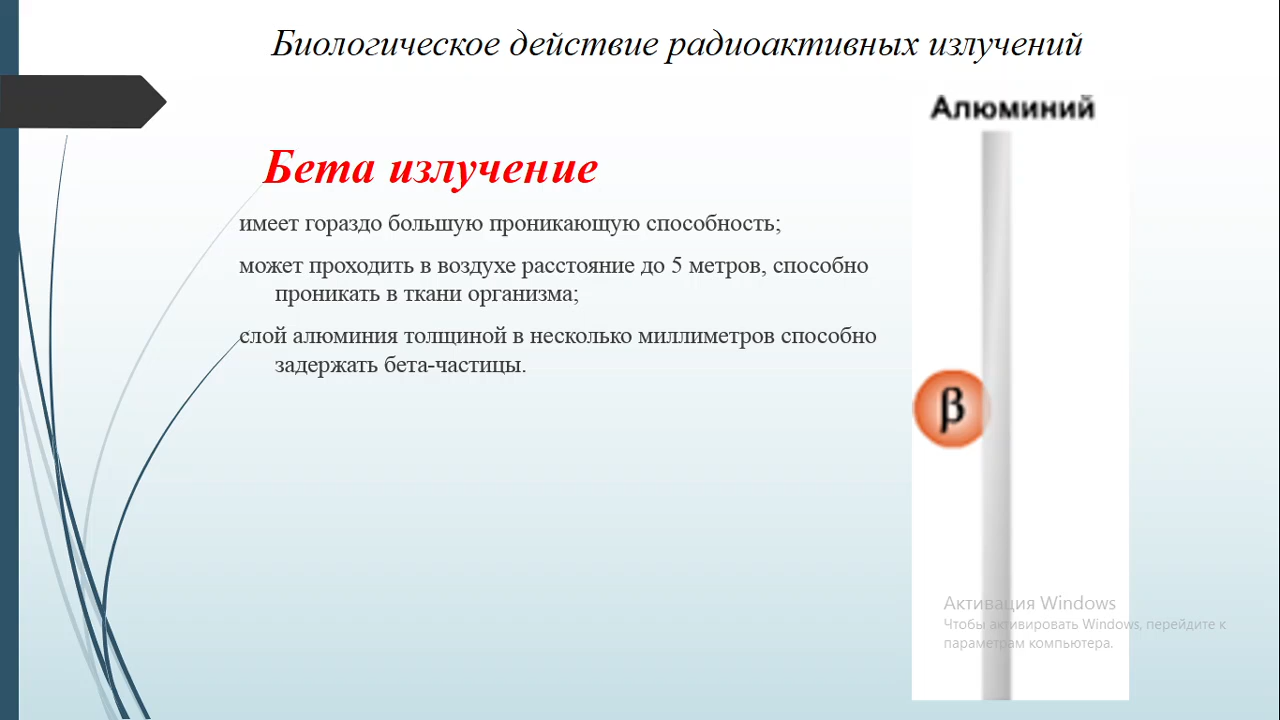 Биологическое действие радиоактивных излучений
Алюминий
Бета излучение
имеет гораздо большую проникающую способность;
может проходить в воздухе расстояние до 5 метров, способно
проникать в ткани организма;
слой алюминия толщиной в несколько миллиметров способно
задержать бета-частицы.
β
Активация Windows
Чтобы активировать Windows, перейдите к
параметрам компьютера.